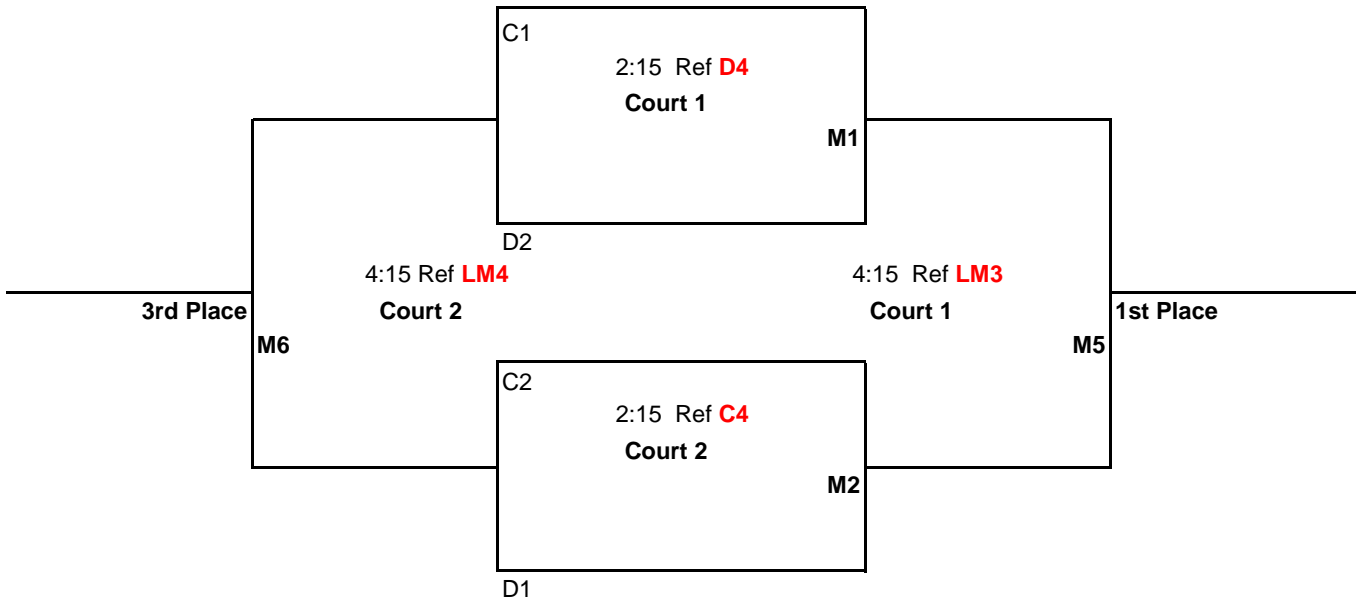 C1
2:15 Ref D4
Court 1
M1
D2
4:15 Ref LM4
4:15 Ref LM3
3rd Place
Court 2
Court 1
1st Place
M6
M5
C2
2:15 Ref C4
Court 2
M2
D1